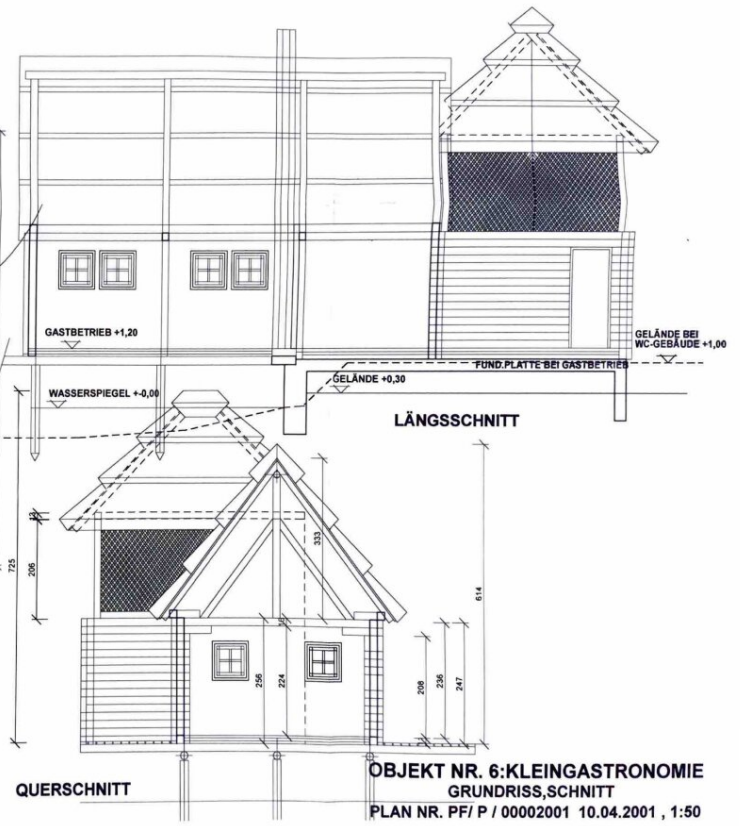 GASTBETRIEB +1,20
GELÄNDE BEI
WC-GEBÄUDE +1,00
FUND.PLATTE BEI GASTBETRIEB
GELÄNDE +0,30
WASSERSPIEGEL +-0,00
LÄNGSSCHNITT
13
725
206
333
614
10
256
224
208
236
247
QUERSCHNITT
OBJEKT NR. 6:KLEINGASTRONOMIE
GRUNDRISS,SCHNITT
PLAN NR. PF/ P / 00002001 10.04.2001 , 1:50